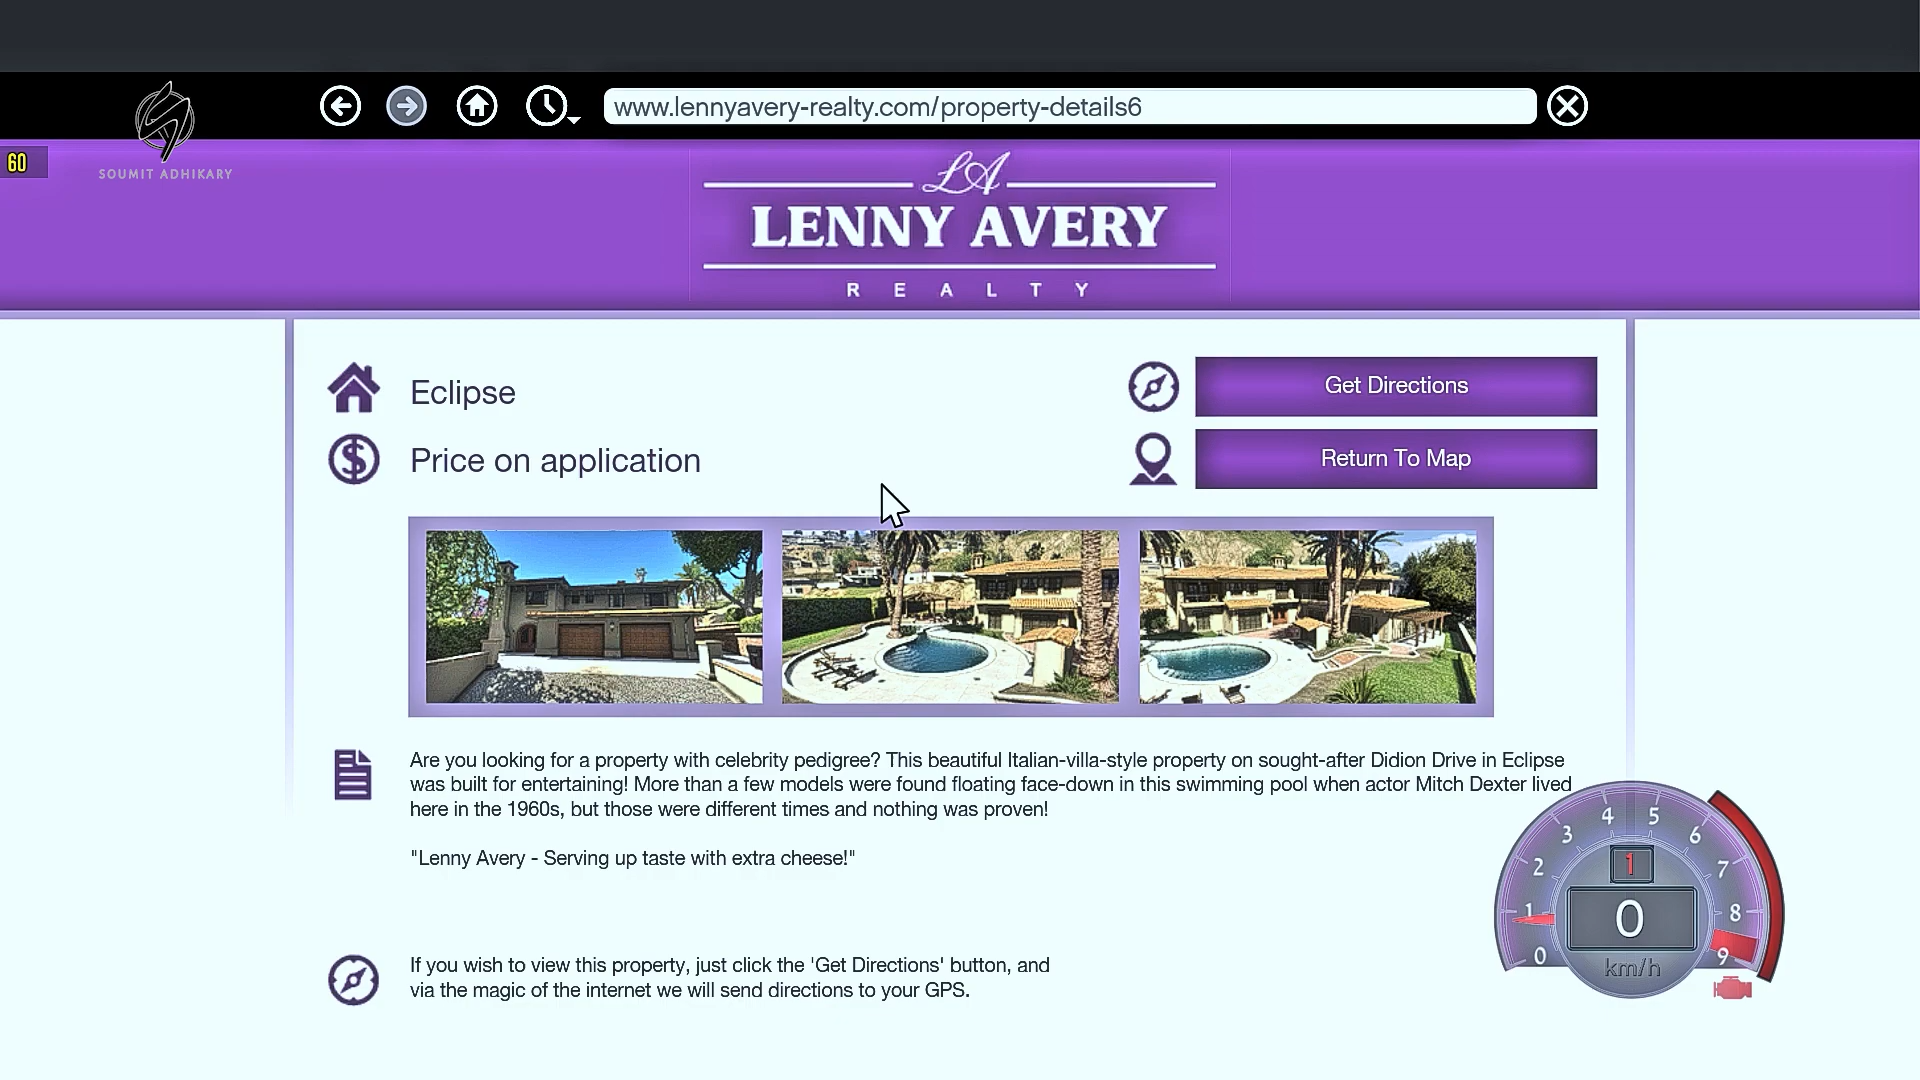 www.lennyavery-realty.com/property-details6
SOUMIT ADHIKARY
60
LA
LENNY AVERY
REALTY
Eclipse
Get Directions
Price on application
Return To Map
Are you looking for a property with celebrity pedigree? This beautiful Italian-villa-style property on sought-after Didion Drive in Eclipse
was built for entertaining! More than a few models were found floating face-down in this swimming pool when actor Mitch Dexter lived
here in the 1960s, but those were different times and nothing was proven!
"Lenny Avery - Serving up taste with extra cheese!"
If you wish to view this property, just click the 'Get Directions' button, and
via the magic of the internet we will send directions to your GPS.
0 1 2 3 4 5 6 7 8 9
1
0
km/h